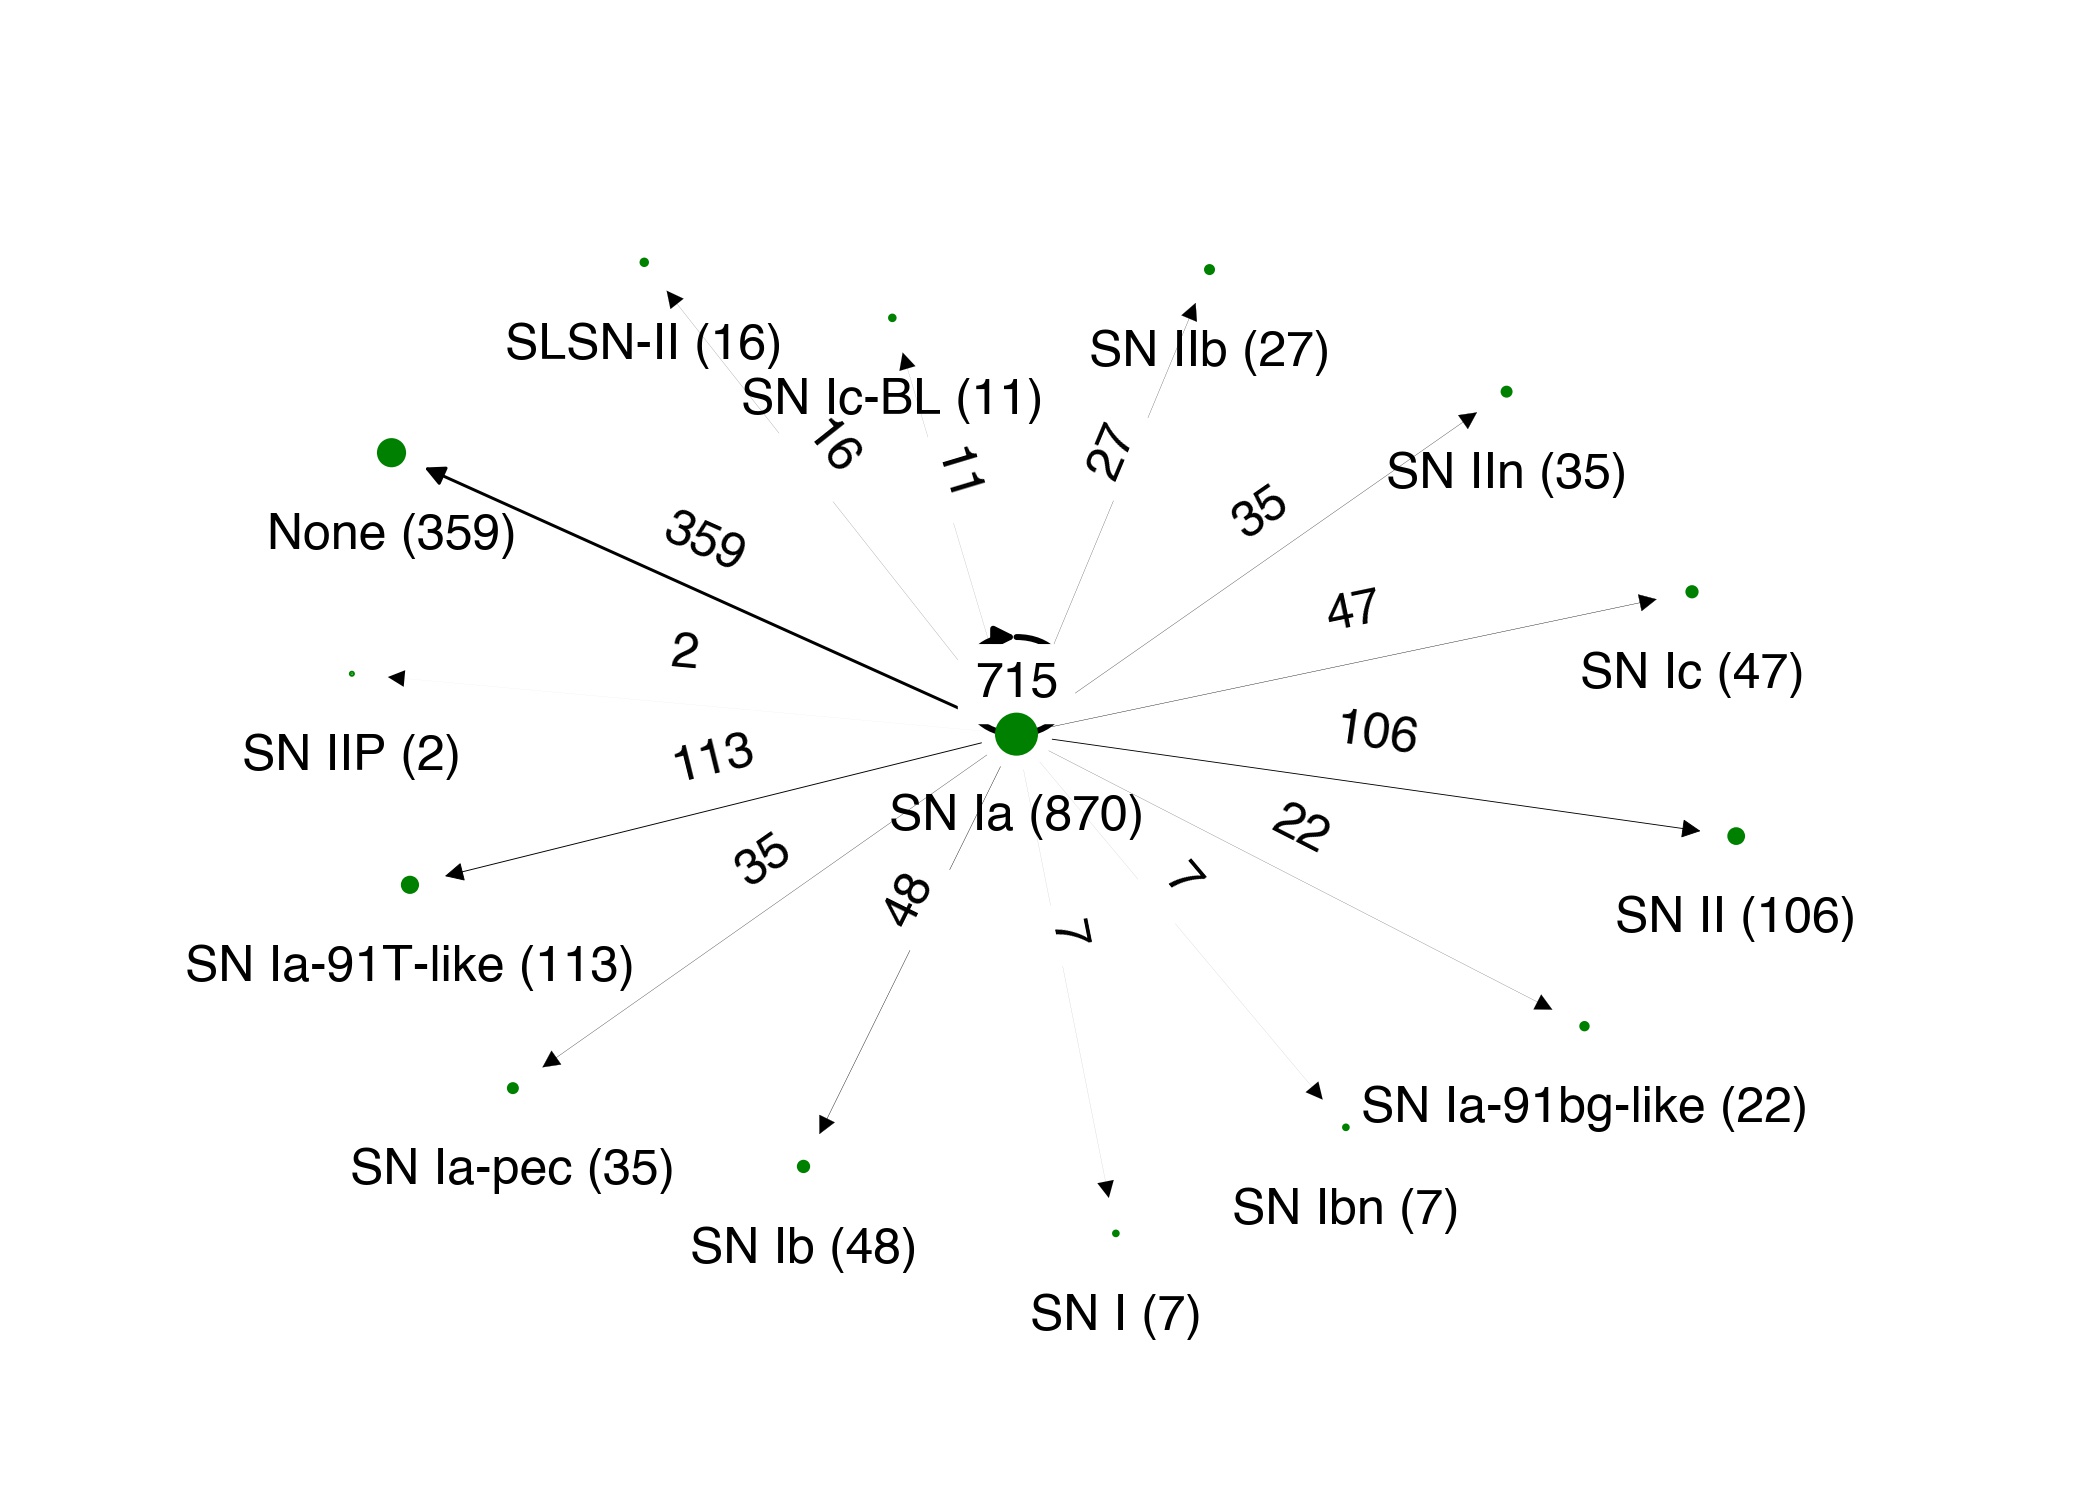 SLSN-II (16)
SN Ic-BL (11)
SN IIb (27)
16
11
27
SN IIn (35)
35
None (359)
359
47
SN Ic (47)
2
715
SN IIP (2)
113
106
SN Ia (870)
22
SN II (106)
35
48
7
7
SN Ia-91T-like (113)
SN Ia-91bg-like (22)
SN Ia-pec (35)
SN Ibn (7)
SN Ib (48)
SN I (7)